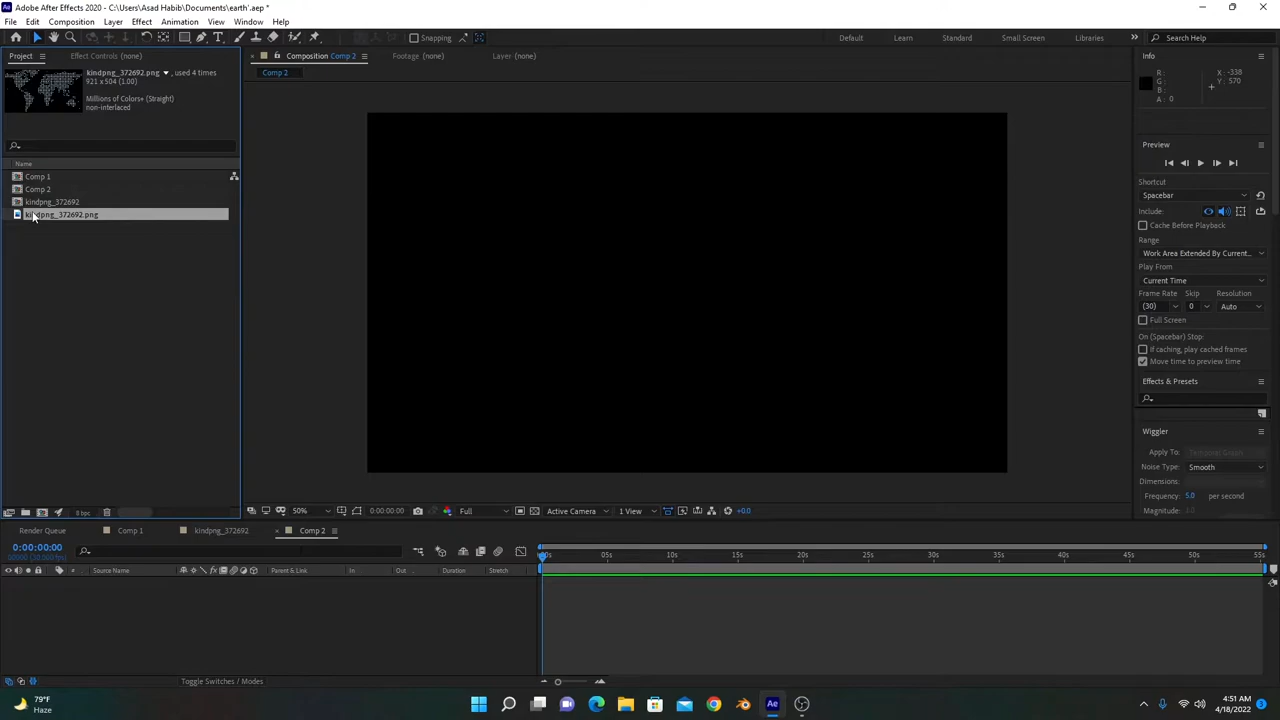 Adobe After Effects 2020 - C:\Users\Asad Habib\Documents\earth'.aep *
File Edit Composition Layer Effect Animation View Window Help
Snapping Default Learn Standard Small Screen Libraries Search Help
Project Effect Controls (none) Composition Comp 2 Footage (none) Layer (none) Info
kindpng_372692.png , used 4 times
921 x 504 (1.00)
Millions of Colors+ (Straight)
non-interlaced
Comp 2
R:
G:
B:
A: 0
X: -338
Y: 570
Name
Comp 1
Comp 2
kindpng_372692
kindpng_372692.png
Preview
Shortcut
Spacebar
Include:
Cache Before Playback
Range
Work Area Extended By Current...
Play From
Current Time
Frame Rate Skip Resolution
(30) 0 Auto
Full Screen
On (Spacebar) Stop:
If caching, play cached frames
Move time to preview time
Effects & Presets
Wiggler
Apply To: Temporal Graph
Noise Type: Smooth
Dimensions:
Frequency: 5.0 per second
Magnitude:
8 bpc 50% 0:00:00:00 Full Active Camera 1 View +0.0
Render Queue Comp 1 kindpng_372692 Comp 2
0:00:00:00
# Source Name Parent & Link In Out Duration Stretch
05s 10s 15s 20s 25s 30s 35s 40s 45s 50s 55s
Toggle Switches / Modes
79°F
Haze
4:51 AM
4/18/2022